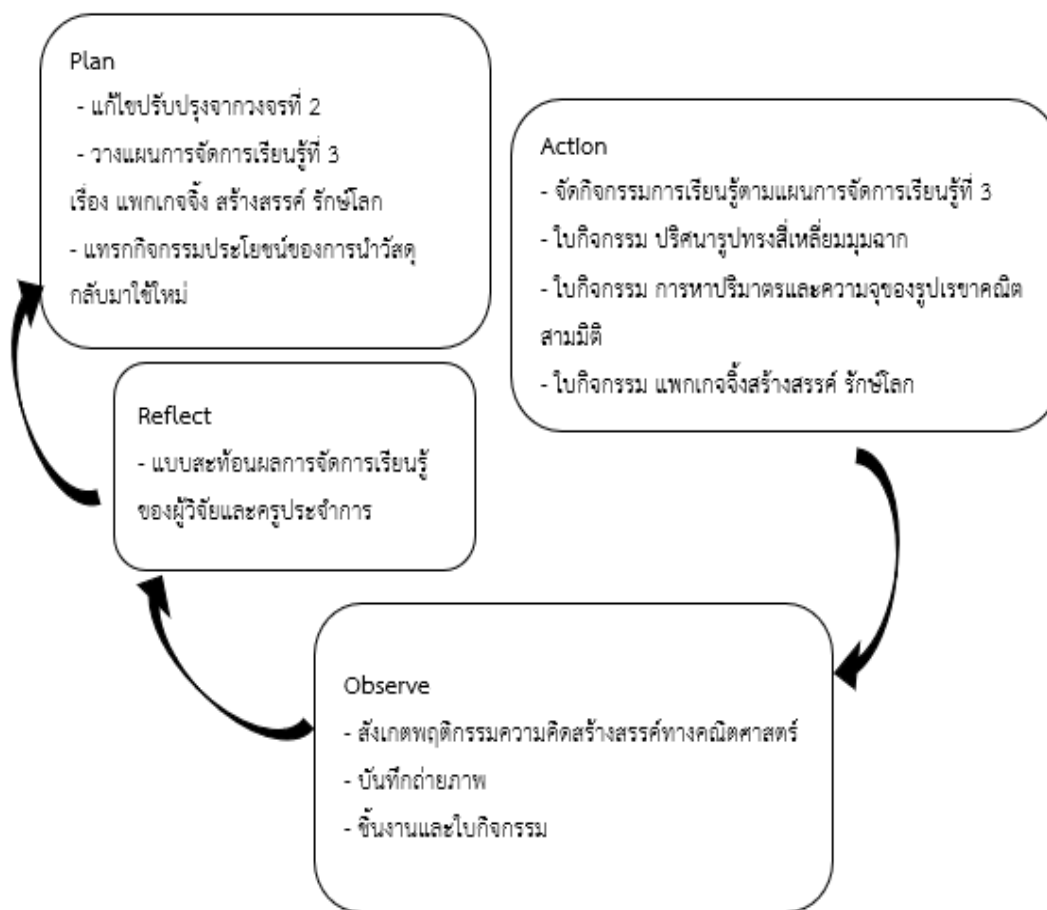 Plan
- แก้ไขปรับปรุงจากวงจรที่ 2
- วางแผนการจัดการเรียนรู้ที่ 3
เรื่อง แพกเกจจิ้ง สร้างสรรค์ รักษ์โลก
- แทรกกิจกรรมประโยชน์ของการนำวัสดุ
กลับมาใช้ใหม่
Action
- จัดกิจกรรมการเรียนรู้ตามแผนการจัดการเรียนรู้ที่ 3
- ใบกิจกรรม ปริศนารูปทรงสี่เหลี่ยมมุมฉาก
- ใบกิจกรรม การหาปริมาตรและความจุของรูปเรขาคณิต
สามมิติ
- ใบกิจกรรม แพกเกจจิ้งสร้างสรรค์ รักษ์โลก
Observe
- สังเกตพฤติกรรมความคิดสร้างสรรค์ทางคณิตศาสตร์
- บันทึกถ่ายภาพ
- ชิ้นงานและใบกิจกรรม
Reflect
- แบบสะท้อนผลการจัดการเรียนรู้
ของผู้วิจัยและครูประจำการ